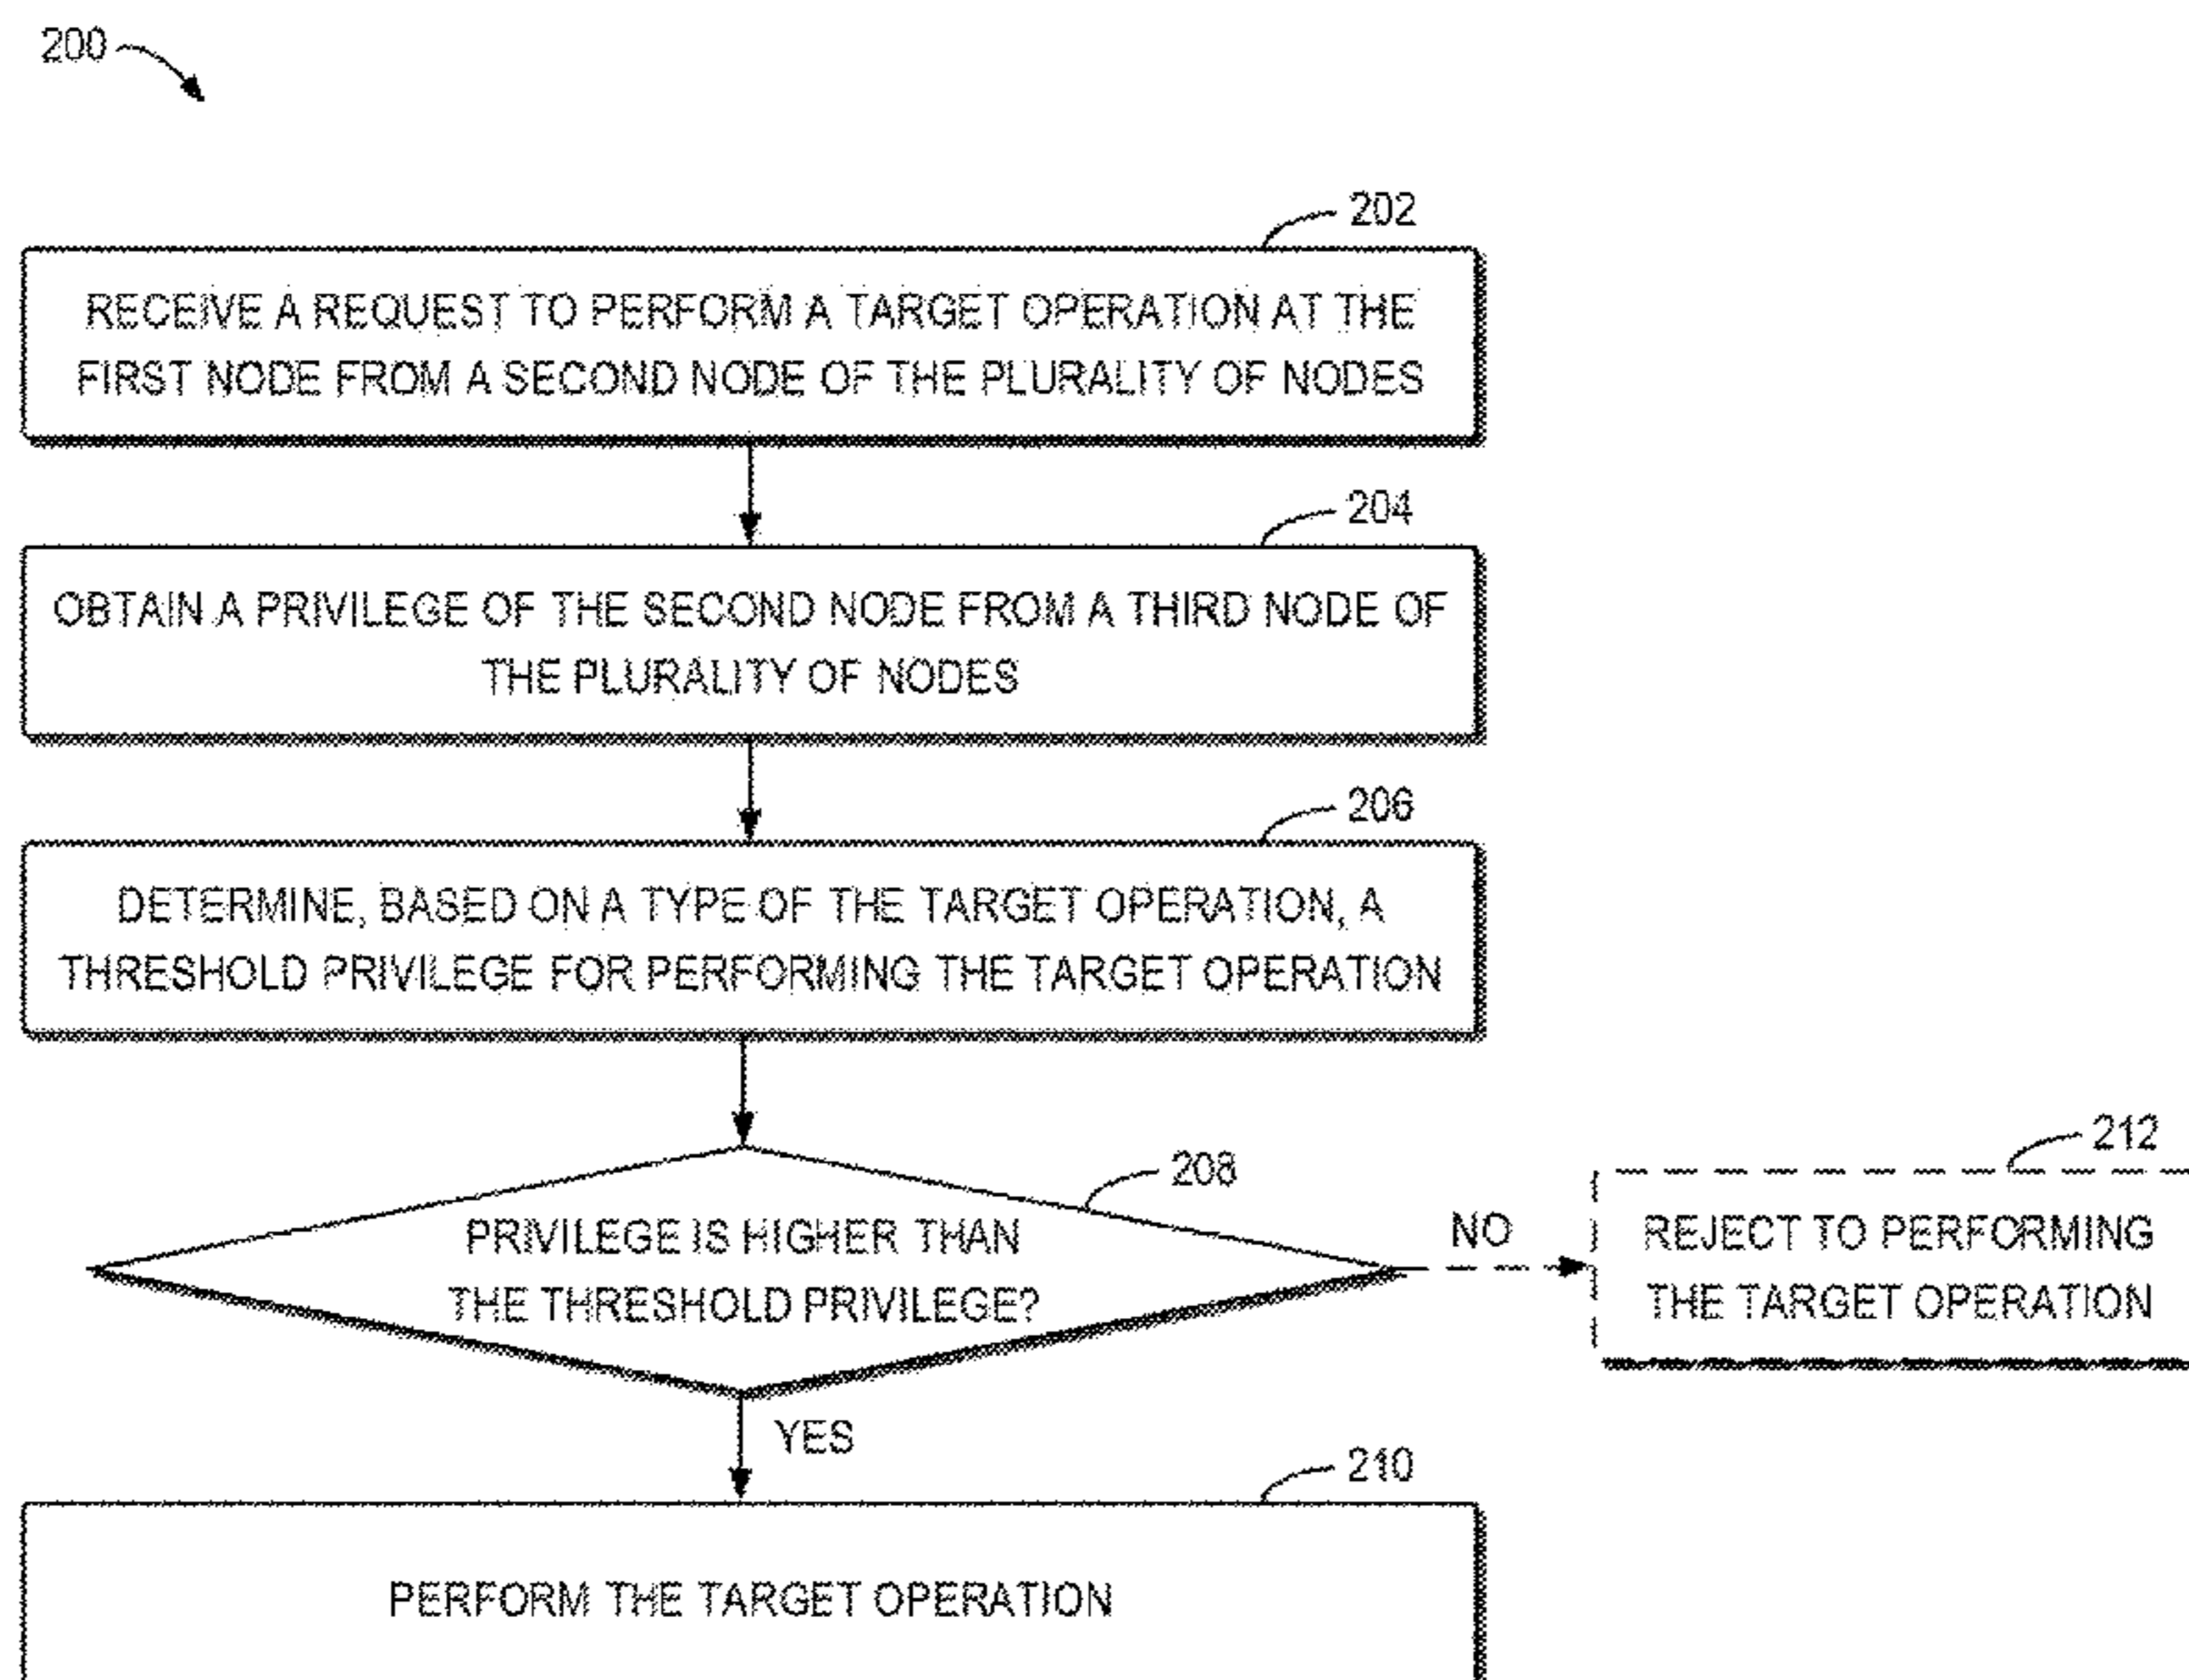 200
202
RECEIVE A REQUEST TO PERFORM A TARGET OPERATION AT THE
FIRST NODE FROM A SECOND NODE OF THE PLURALITY OF NODES
204
OBTAIN A PRIVILEGE OF THE SECOND NODE FROM A THIRD NODE OF
THE PLURALITY OF NODES
206
DETERMINE, BASED ON A TYPE OF THE TARGET OPERATION, A
THRESHOLD PRIVILEGE FOR PERFORMING THE TARGET OPERATION
208
PRIVILEGE IS HIGHER THAN
THE THRESHOLD PRIVILEGE?
NO
212
REJECT TO PERFORMING
THE TARGET OPERATION
YES
210
PERFORM THE TARGET OPERATION